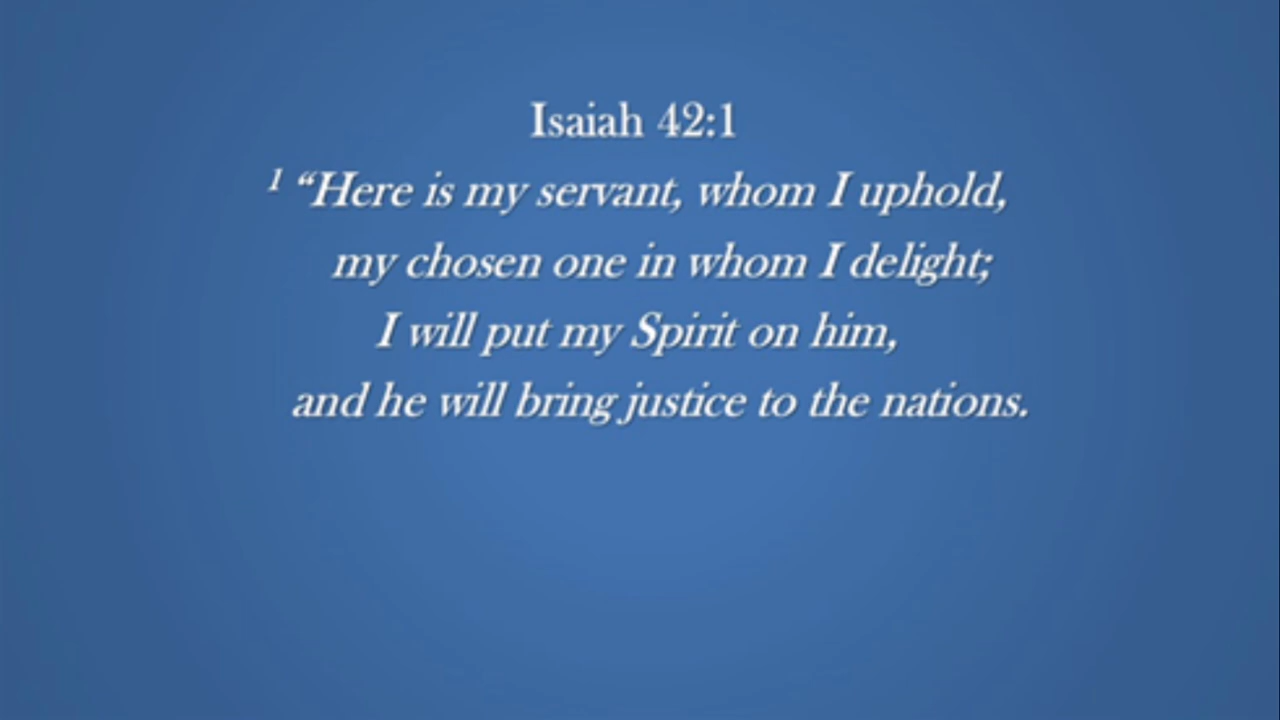 Isaiah 42:1
¹ “Here is my servant, whom I uphold,
my chosen one in whom I delight;
I will put my Spirit on him,
and he will bring justice to the nations.